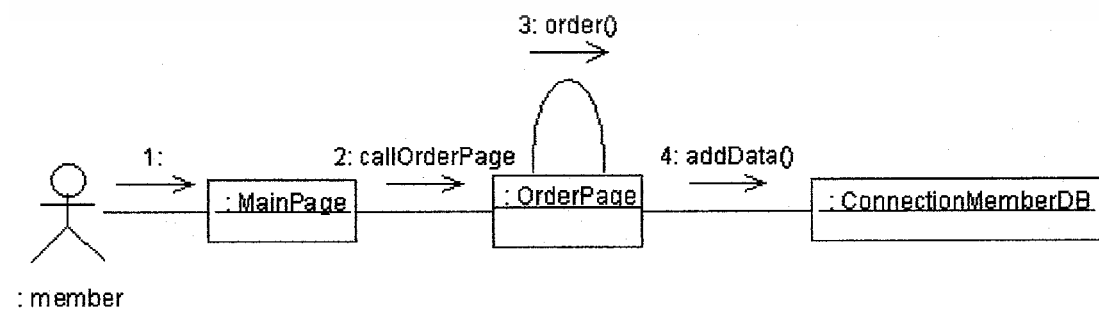 3: order()
1:
2: callOrderPage
4: addData()
: MainPage
: OrderPage
: ConnectionMemberDB
: member